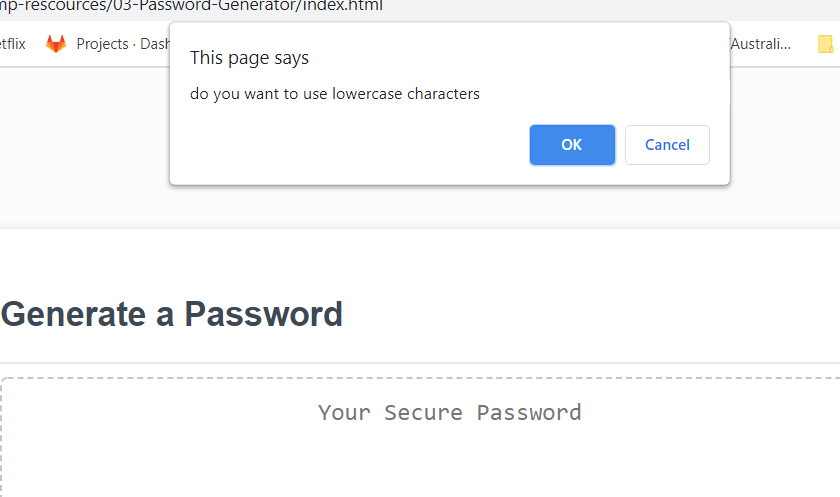 mp-rescources/03-Password-Generator/index.html
etflix Projects · Dash Australi...
This page says
do you want to use lowercase characters
OK Cancel
Generate a Password
Your Secure Password